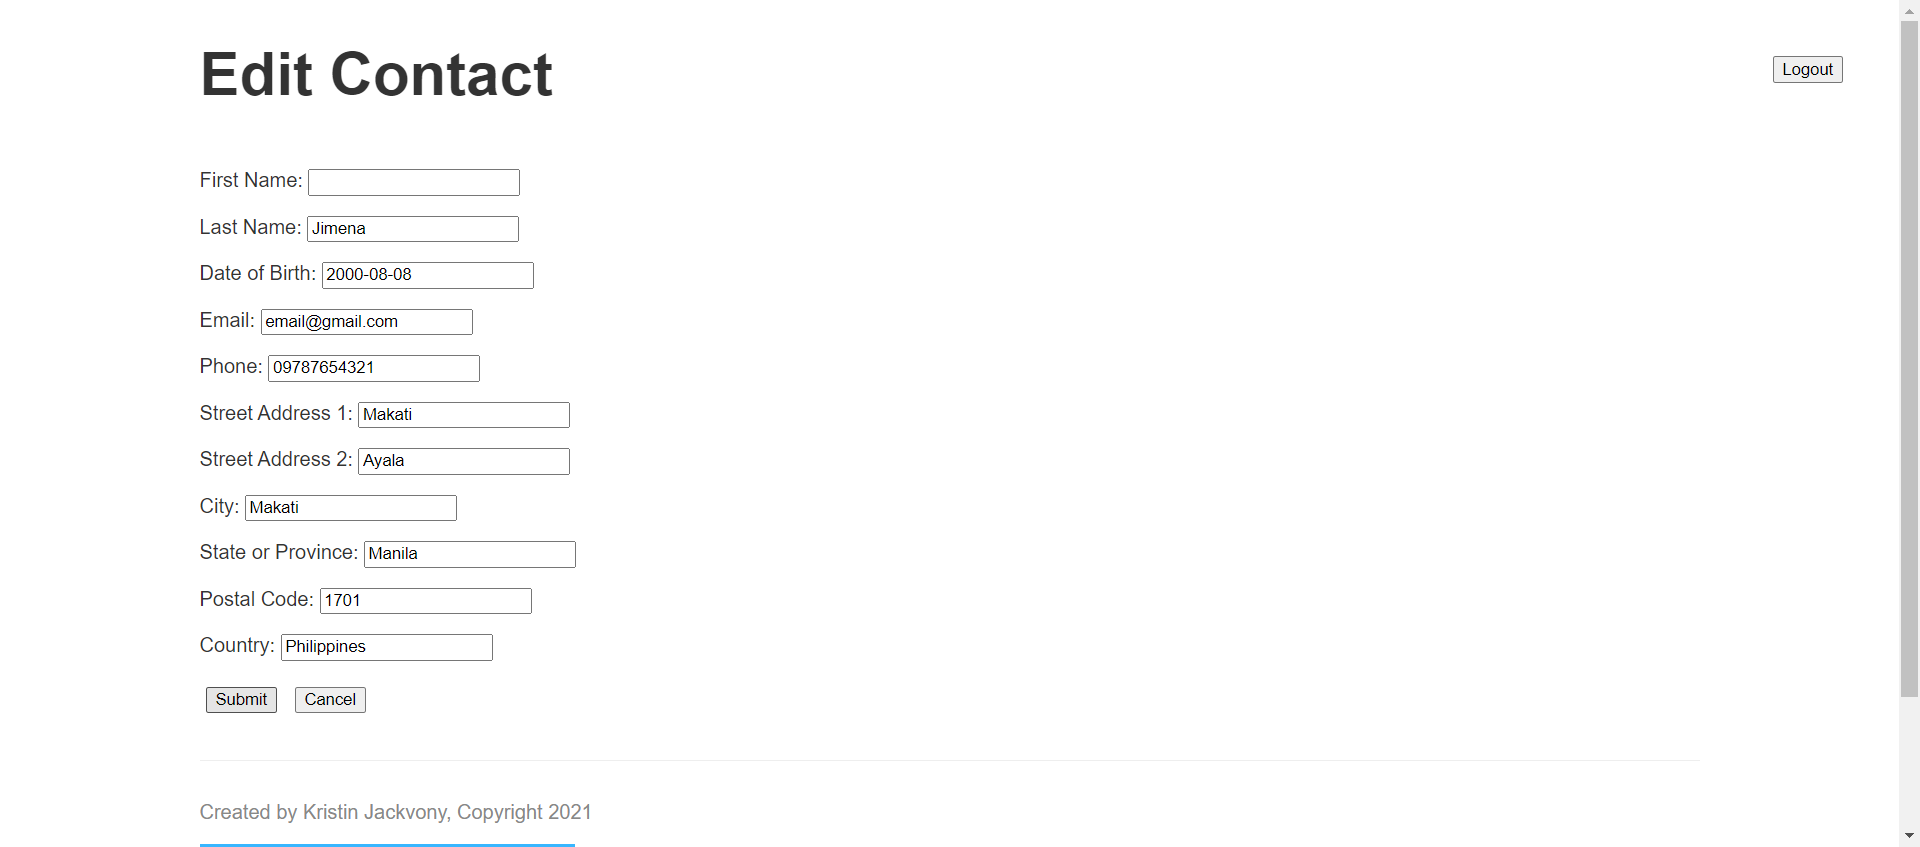 Edit Contact
Logout
First Name:
Last Name: Jimena
Date of Birth: 2000-08-08
Email: email@gmail.com
Phone: 09787654321
Street Address 1: Makati
Street Address 2: Ayala
City: Makati
State or Province: Manila
Postal Code: 1701
Country: Philippines
Submit Cancel
Created by Kristin Jackvony, Copyright 2021